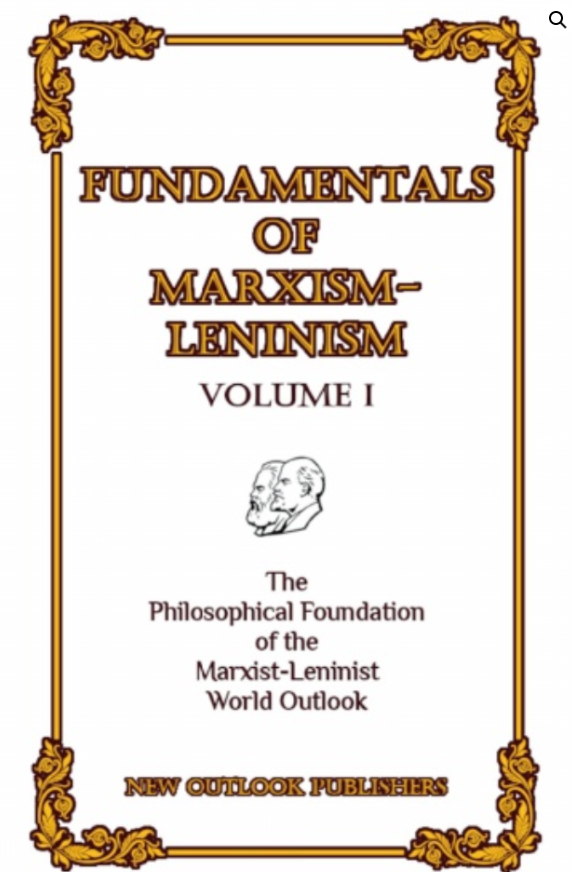 FUNDAMENTALS
OF
MARXISM-
LENINISM
VOLUME I
The
Philosophical Foundation
of the
Marxist-Leninist
World Outlook
NEW OUTLOOK PUBLISHERS